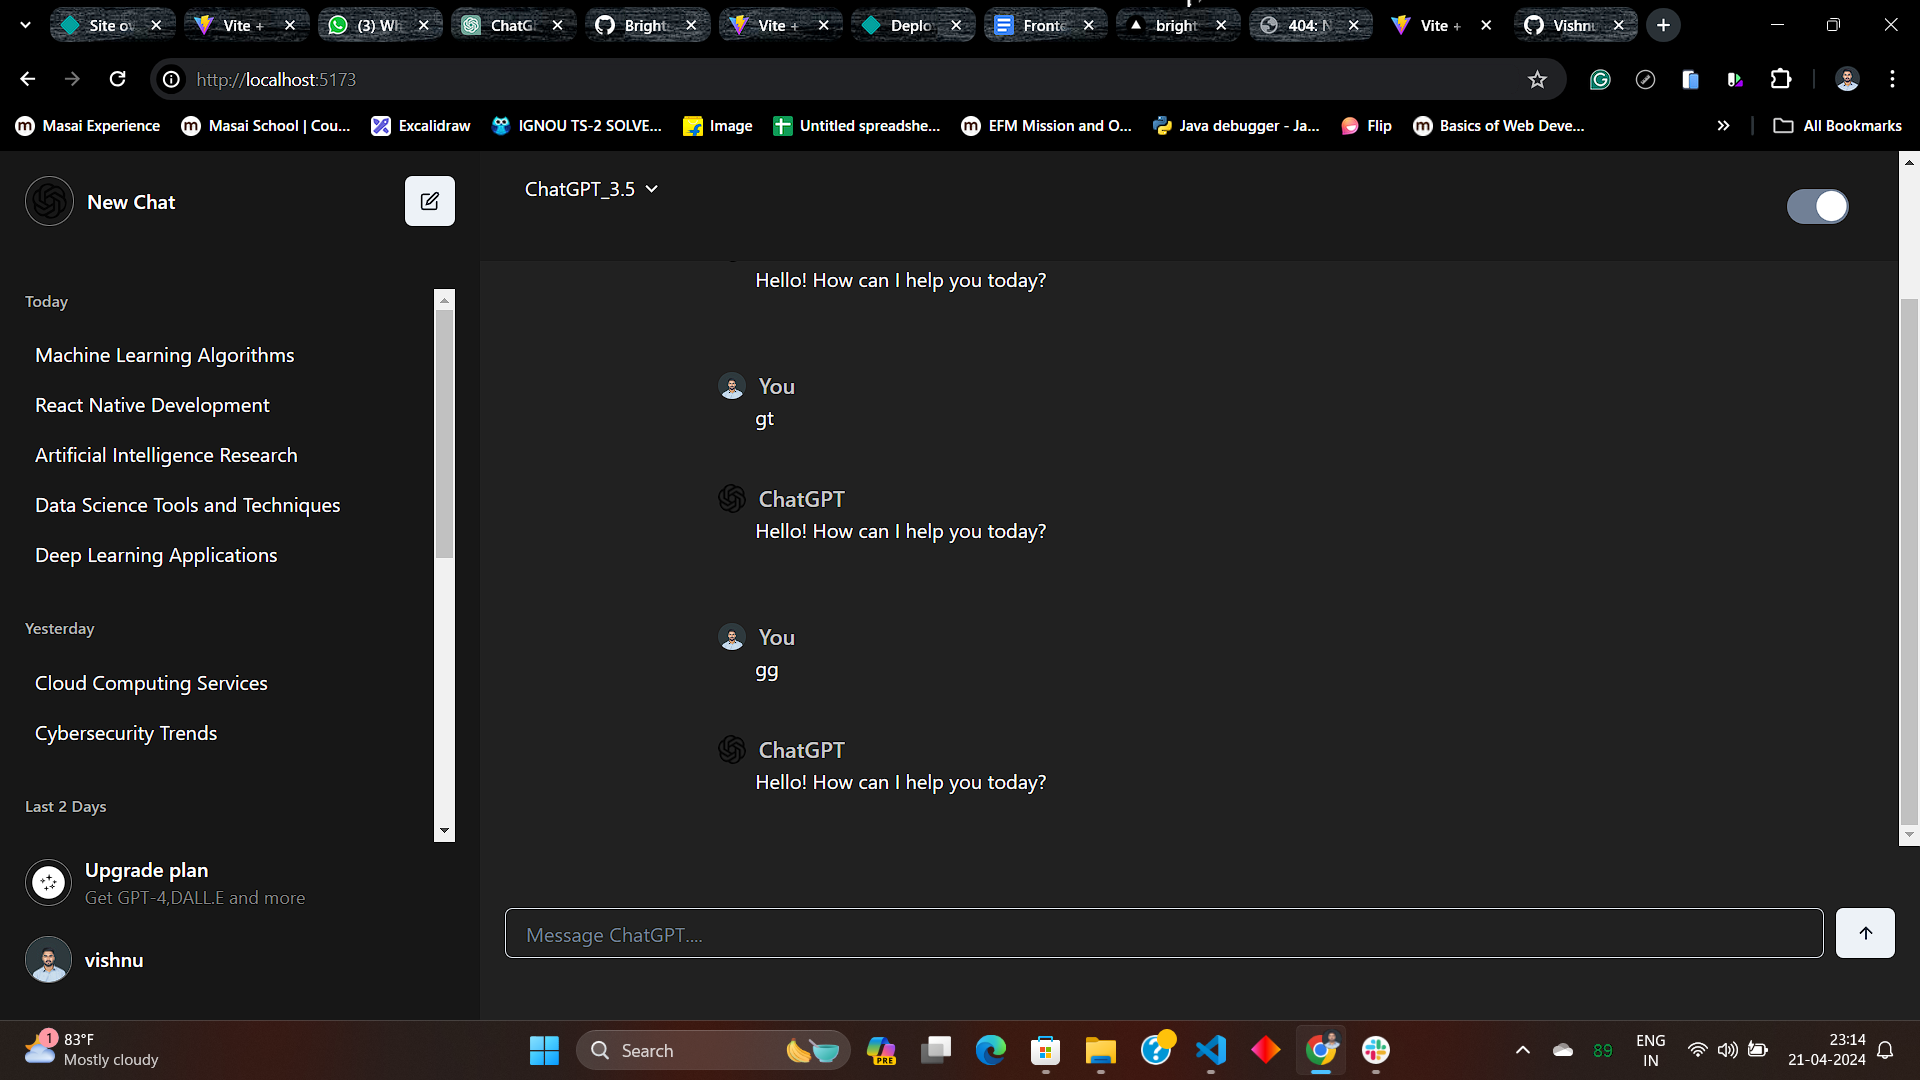 Site o
Vite +
(3) Wh
ChatG
Bright
Vite +
Deplo
Fronte
bright
404: N
Vite +
Vishnu
http://localhost:5173
Masai Experience
Masai School | Cou...
Excalidraw
IGNOU TS-2 SOLVE...
Image
Untitled spreadshe...
EFM Mission and O...
Java debugger - Ja...
Flip
Basics of Web Deve...
All Bookmarks
New Chat
ChatGPT_3.5
Today
Machine Learning Algorithms
React Native Development
Artificial Intelligence Research
Data Science Tools and Techniques
Deep Learning Applications
Yesterday
Cloud Computing Services
Cybersecurity Trends
Last 2 Days
Upgrade plan
Get GPT-4,DALL.E and more
vishnu
Hello! How can I help you today?
You
gt
ChatGPT
Hello! How can I help you today?
You
gg
ChatGPT
Hello! How can I help you today?
Message ChatGPT....
1
83°F
Mostly cloudy
Search
PRE
89
ENG
IN
23:14
21-04-2024